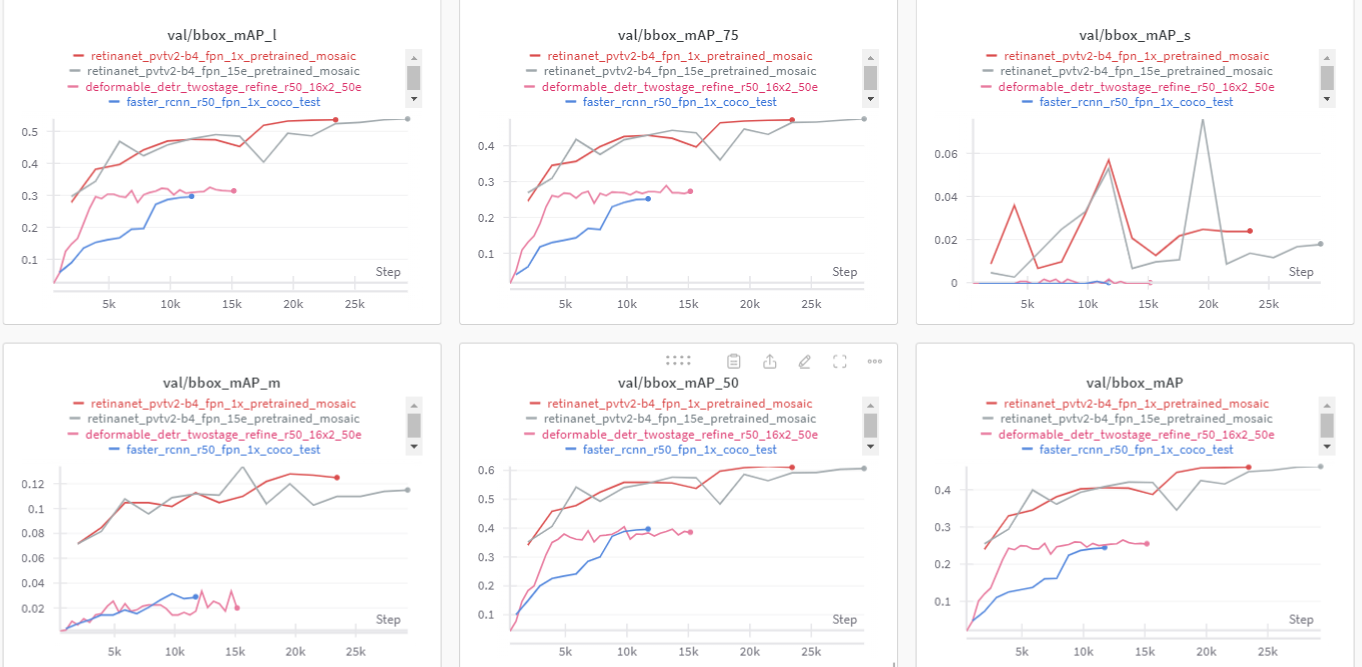 val/bbox_mAP_l
retinanet_pvtv2-b4_fpn_1x_pretrained_mosaic
retinanet_pvtv2-b4_fpn_15e_pretrained_mosaic
deformable_detr_twostage_refine_r50_16x2_50e
faster_rcnn_r50_fpn_1x_coco_test
0.5
0.4
0.3
0.2
0.1
Step
5k 10k 15k 20k 25k
val/bbox_mAP_75
retinanet_pvtv2-b4_fpn_1x_pretrained_mosaic
retinanet_pvtv2-b4_fpn_15e_pretrained_mosaic
deformable_detr_twostage_refine_r50_16x2_50e
faster_rcnn_r50_fpn_1x_coco_test
0.4
0.3
0.2
0.1
Step
5k 10k 15k 20k 25k
val/bbox_mAP_s
retinanet_pvtv2-b4_fpn_1x_pretrained_mosaic
retinanet_pvtv2-b4_fpn_15e_pretrained_mosaic
deformable_detr_twostage_refine_r50_16x2_50e
faster_rcnn_r50_fpn_1x_coco_test
0.06
0.04
0.02
0
Step
5k 10k 15k 20k 25k
val/bbox_mAP_m
retinanet_pvtv2-b4_fpn_1x_pretrained_mosaic
retinanet_pvtv2-b4_fpn_15e_pretrained_mosaic
deformable_detr_twostage_refine_r50_16x2_50e
faster_rcnn_r50_fpn_1x_coco_test
0.12
0.1
0.08
0.06
0.04
0.02
Step
5k 10k 15k 20k 25k
val/bbox_mAP_50
retinanet_pvtv2-b4_fpn_1x_pretrained_mosaic
retinanet_pvtv2-b4_fpn_15e_pretrained_mosaic
deformable_detr_twostage_refine_r50_16x2_50e
faster_rcnn_r50_fpn_1x_coco_test
0.6
0.5
0.4
0.3
0.2
0.1
Step
5k 10k 15k 20k 25k
val/bbox_mAP
retinanet_pvtv2-b4_fpn_1x_pretrained_mosaic
retinanet_pvtv2-b4_fpn_15e_pretrained_mosaic
deformable_detr_twostage_refine_r50_16x2_50e
faster_rcnn_r50_fpn_1x_coco_test
0.4
0.3
0.2
0.1
Step
5k 10k 15k 20k 25k